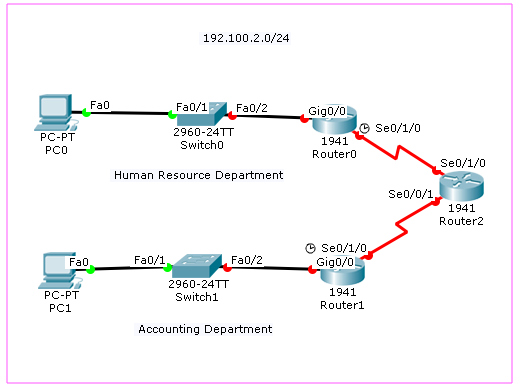 192.100.2.0/24
Fa0
Fa0/1
Fa0/2
Gig0/0
PC-PT
PC0
2960-24TT
Switch0
1941
Router0
Se0/1/0
Se0/1/0
Human Resource Department
Se0/0/1
1941
Router2
Fa0
Fa0/1
Fa0/2
Se0/1/0
Gig0/0
PC-PT
PC1
2960-24TT
Switch1
1941
Router1
Accounting Department